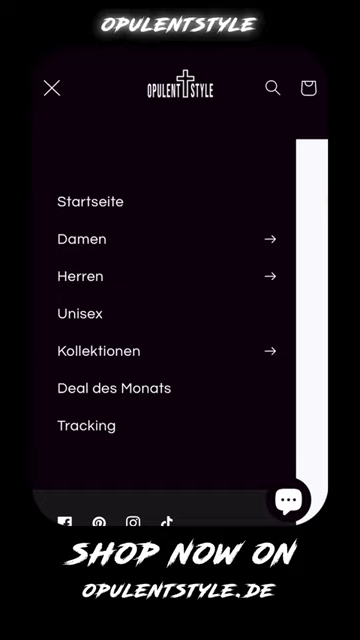 OPULENTSTYLE
OPULENT STYLE
Startseite
Damen
Herren
Unisex
Kollektionen
Deal des Monats
Tracking
SHOP NOW ON
OPULENTSTYLE.DE